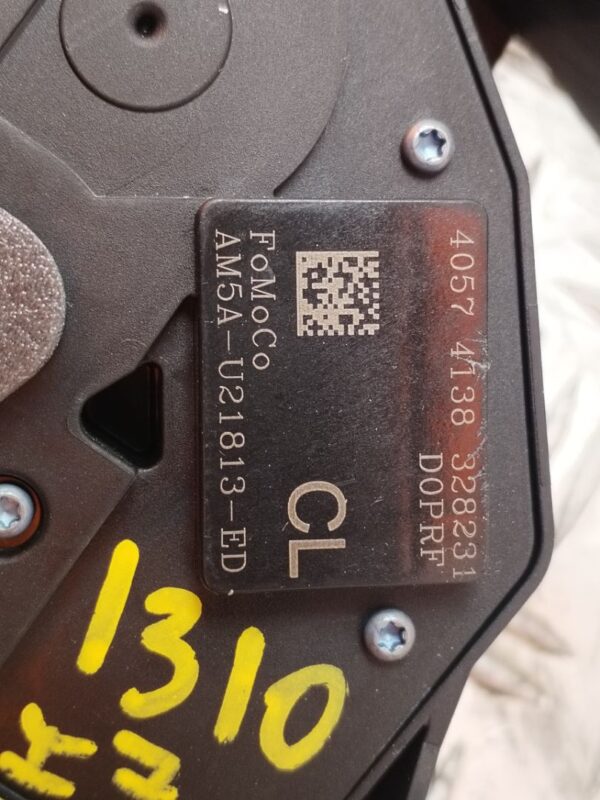 4057 4138 328231
D0PRF
CL
FoMoCo
AM5A-U21813-ED
1310